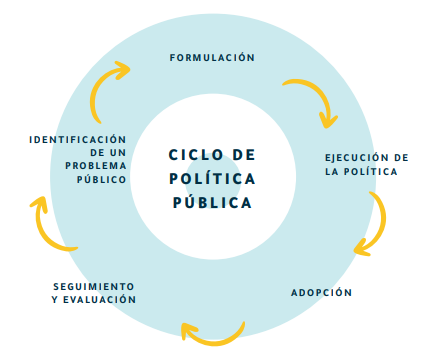 FORMULACIÓN
IDENTIFICACIÓN
DE UN
PROBLEMA
PÚBLICO
CICLO DE
POLÍTICA
PÚBLICA
EJECUCIÓN DE
LA POLÍTICA
SEGUIMIENTO
Y EVALUACIÓN
ADOPCIÓN